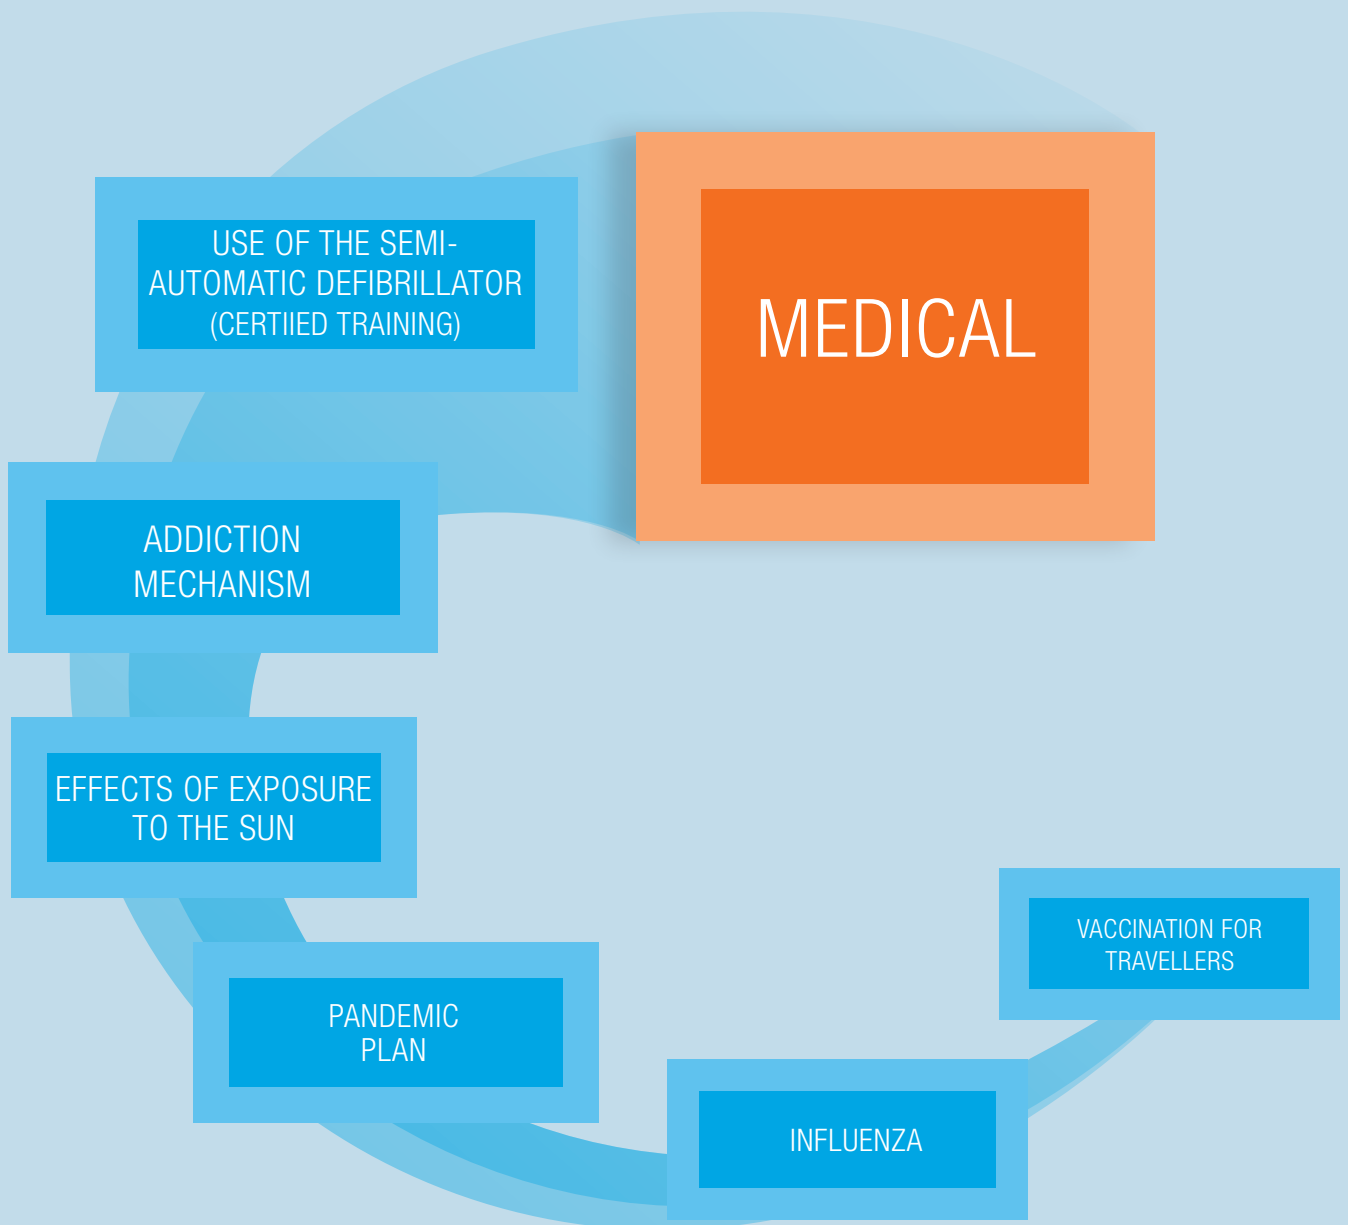 MEDICAL
USE OF THE SEMI-
AUTOMATIC DEFIBRILLATOR
(CERTIIED TRAINING)
ADDICTION
MECHANISM
EFFECTS OF EXPOSURE
TO THE SUN
PANDEMIC
PLAN
INFLUENZA
VACCINATION FOR
TRAVELLERS